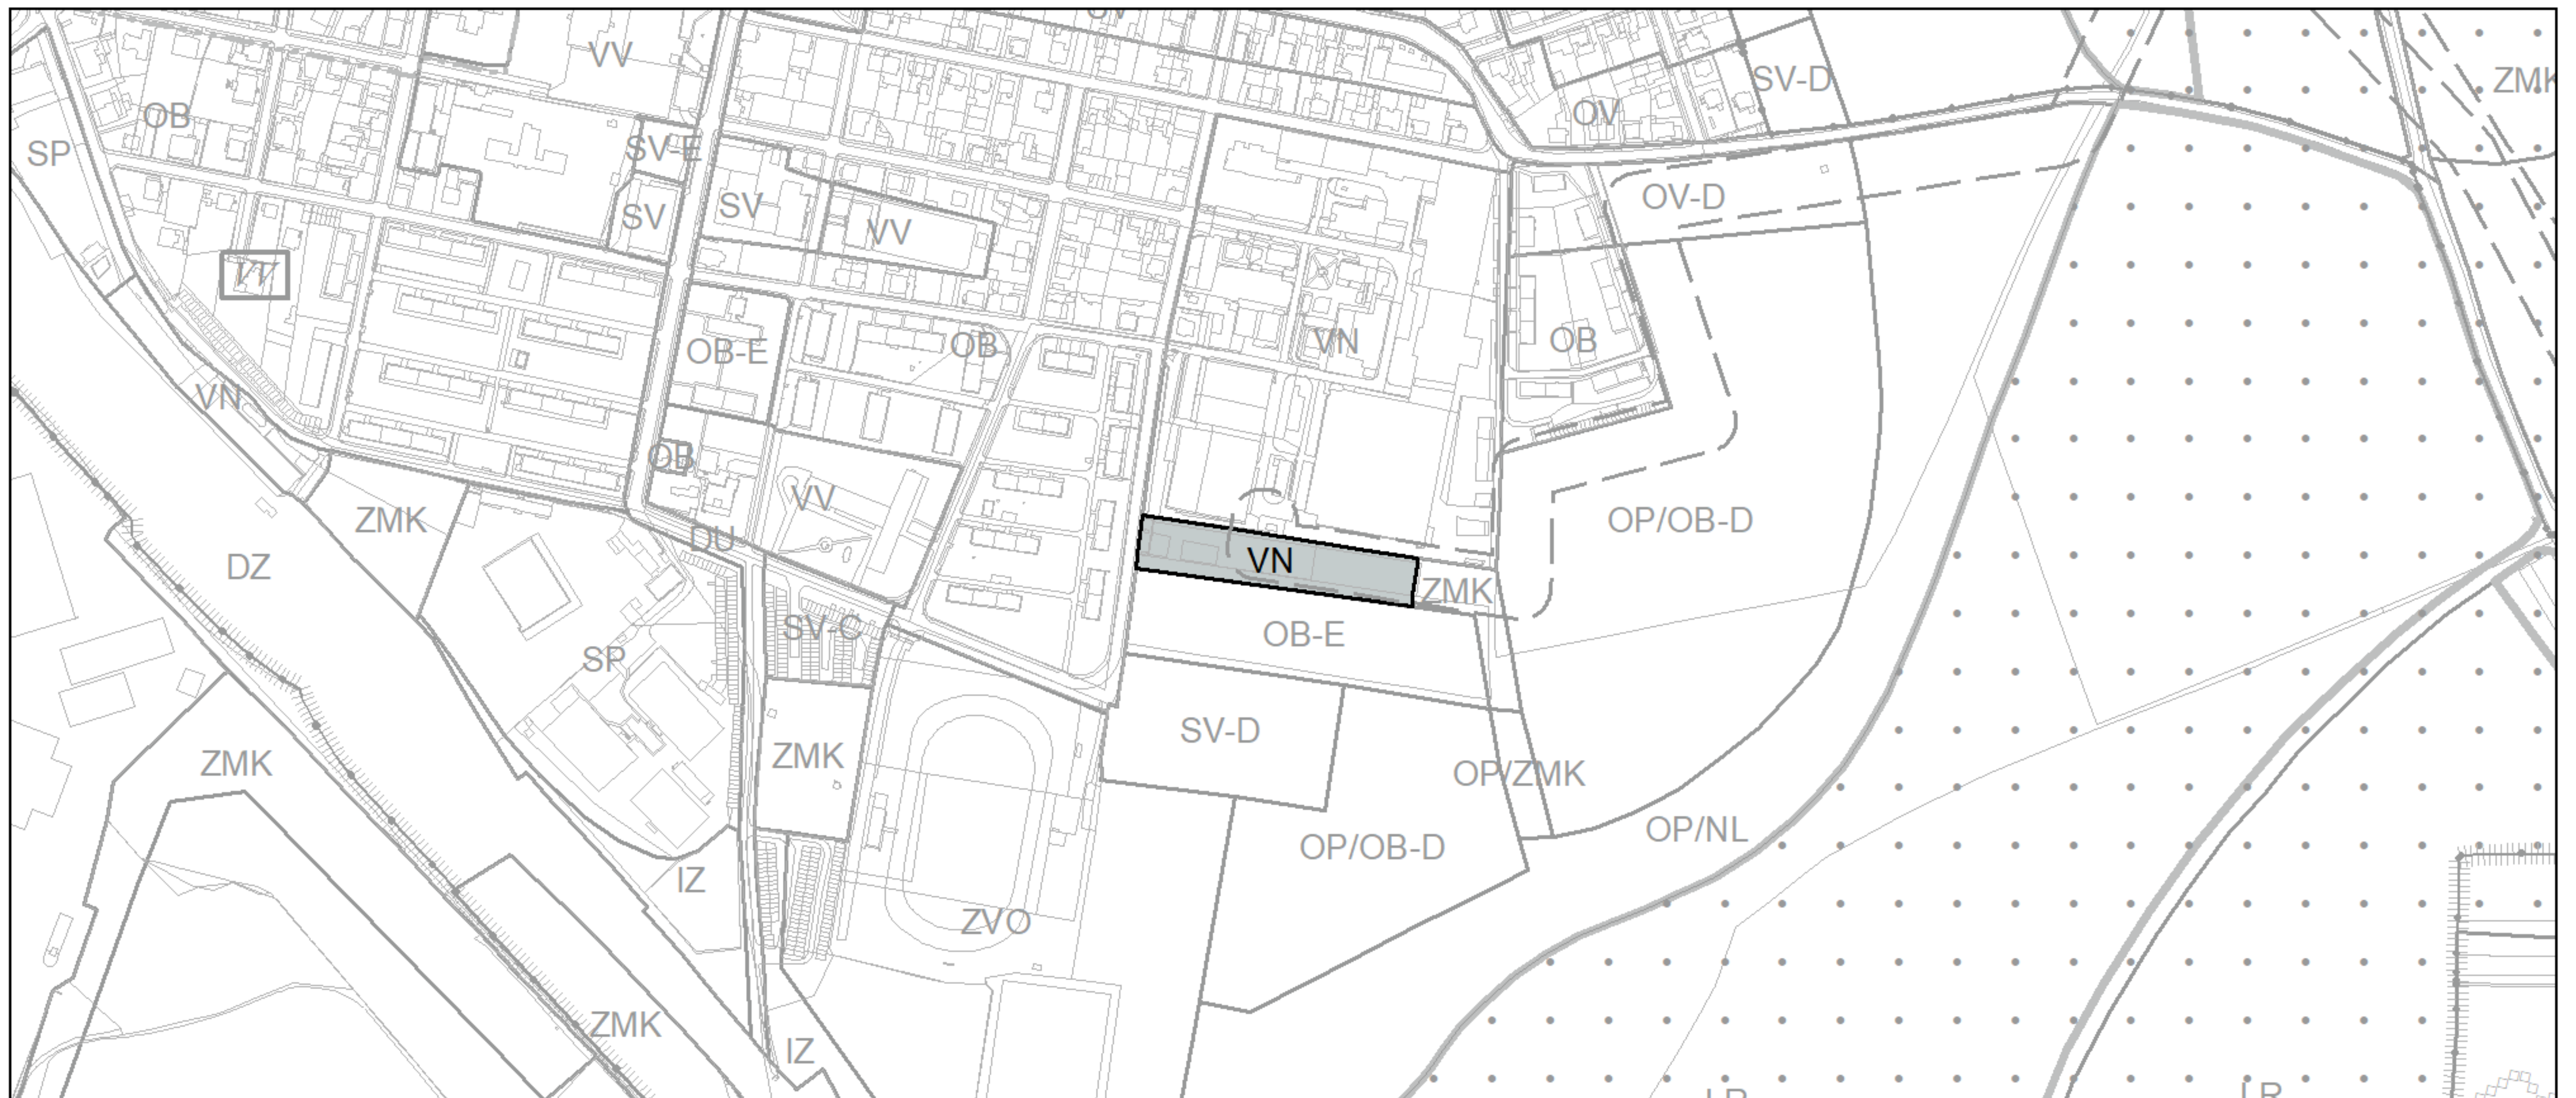 VV
SV-D
ZMK
OB
OV
SP
SV-E
SV
SV
VV
OV-D
VV
OB-E
OB
VN
OB
VN
OB
VV
ZMK
DU
OP/OB-D
DZ
VN
ZMK
SV-C
OB-E
SP
SV-D
ZMK
ZMK
OP/ZMK
OP/NL
OP/OB-D
IZ
ZVO
ZMK
IZ